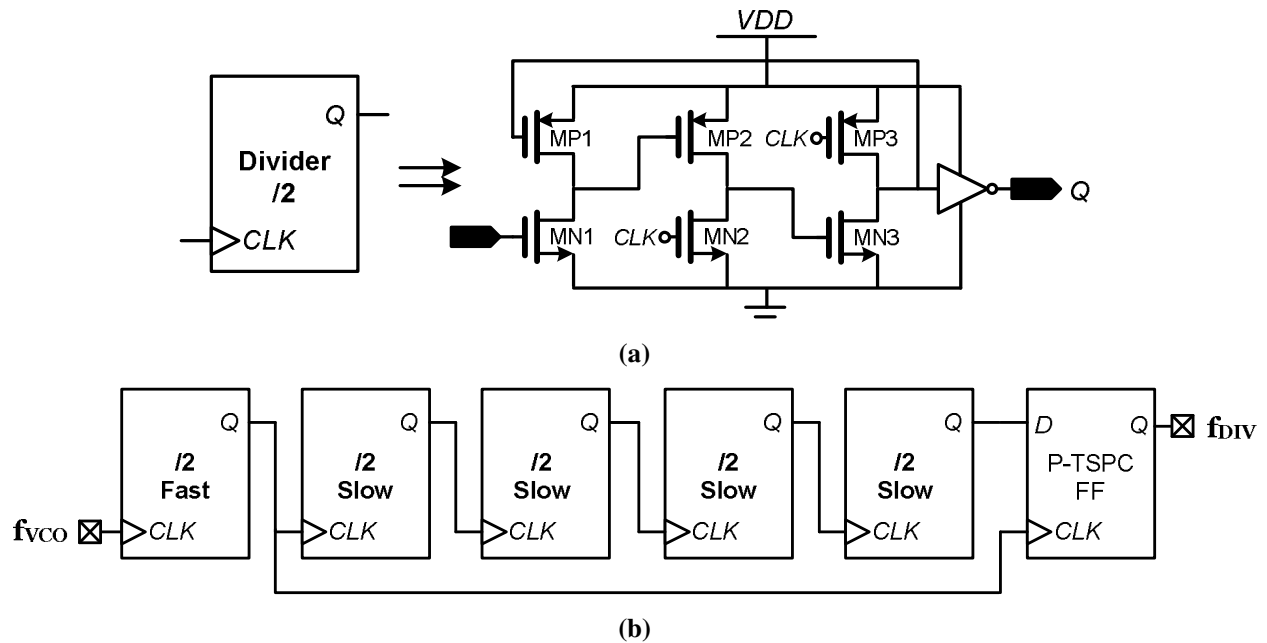 VDD
Q
Divider
/2
CLK
MP1
MP2
CLK
MP3
MN1
CLK
MN2
MN3
Q
(a)
Q
/2
Fast
CLK
Q
/2
Slow
CLK
Q
/2
Slow
CLK
Q
/2
Slow
CLK
Q
/2
Slow
CLK
D
Q
P-TSPC
FF
CLK
fVCO
fDIV
(b)